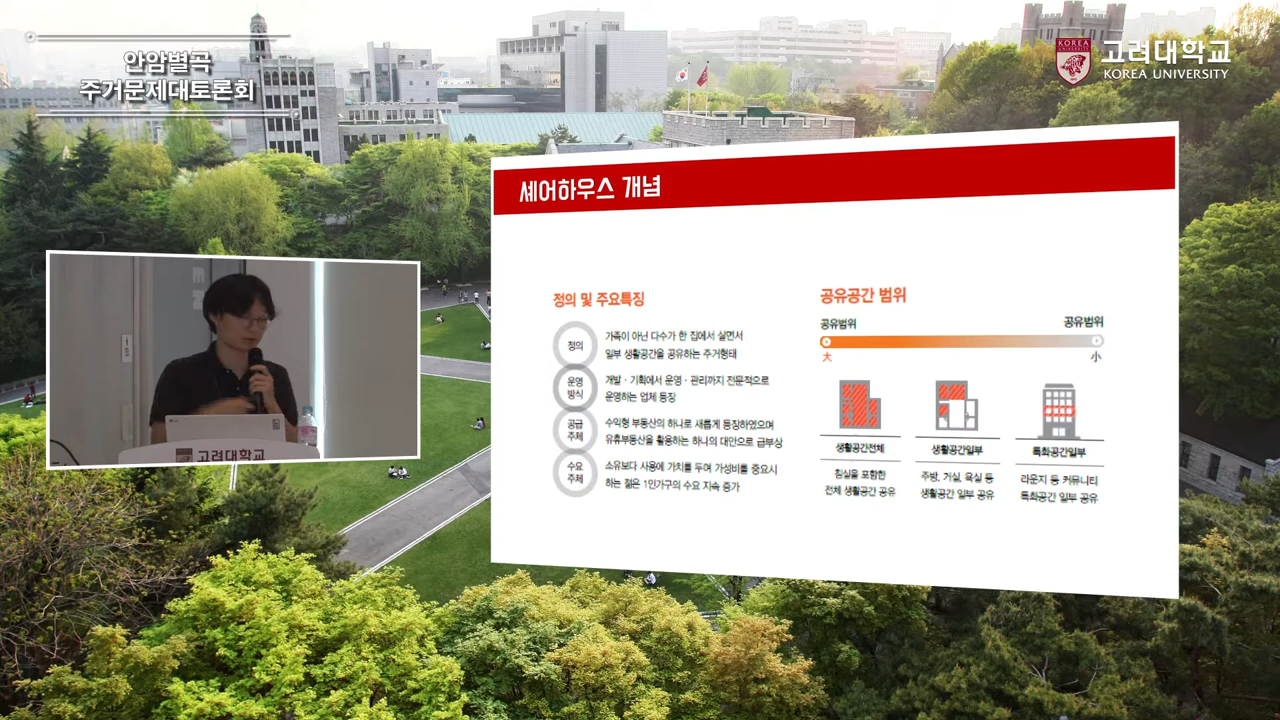 안암별곡
주거문제대토론회
고려대학교
KOREA UNIVERSITY
셰어하우스 개념
정의 및 주요특징
정의
가족이 아닌 다수가 한 집에서 살면서
일부 생활공간을 공유하는 주거형태
운영
방식
개발 · 기획에서 운영 · 관리까지 전문적으로
운영하는 업체 등장
공급
주체
수익형 부동산의 하나로 새롭게 등장하였으며
유휴부동산을 활용하는 하나의 대안으로 급부상
수요
주체
소유보다 사용에 가치를 두며 가성비를 중요시
하는 젊은 1인가구의 수요 지속 증가
공유공간 범위
공유범위
공유범위
大
小
생활공간전체
생활공간일부
특화공간일부
침실을 포함한
전체 생활공간 공유
주방, 거실, 욕실 등
생활공간 일부 공유
라운지 등 커뮤니티
특화공간 일부 공유
고려대학교